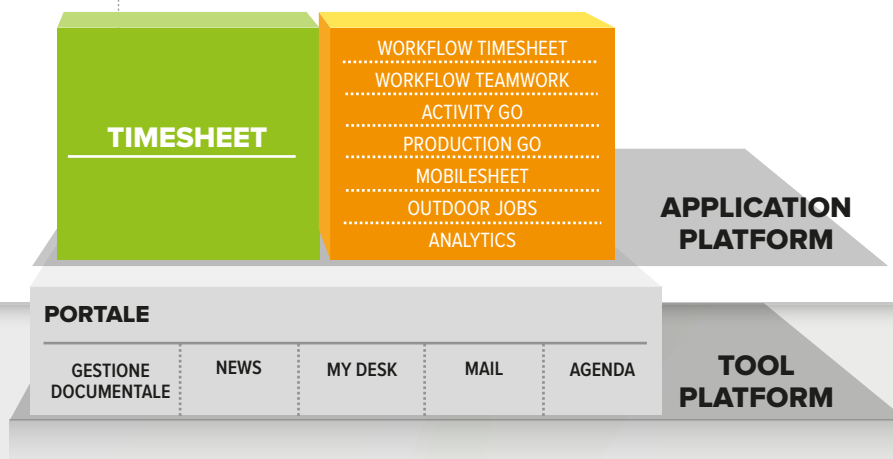 TIMESHEET
WORKFLOW TIMESHEET
WORKFLOW TEAMWORK
ACTIVITY GO
PRODUCTION GO
MOBILESHEET
OUTDOOR JOBS
ANALYTICS
APPLICATION
PLATFORM
PORTALE
GESTIONE
DOCUMENTALE
NEWS
MY DESK
MAIL
AGENDA
TOOL
PLATFORM